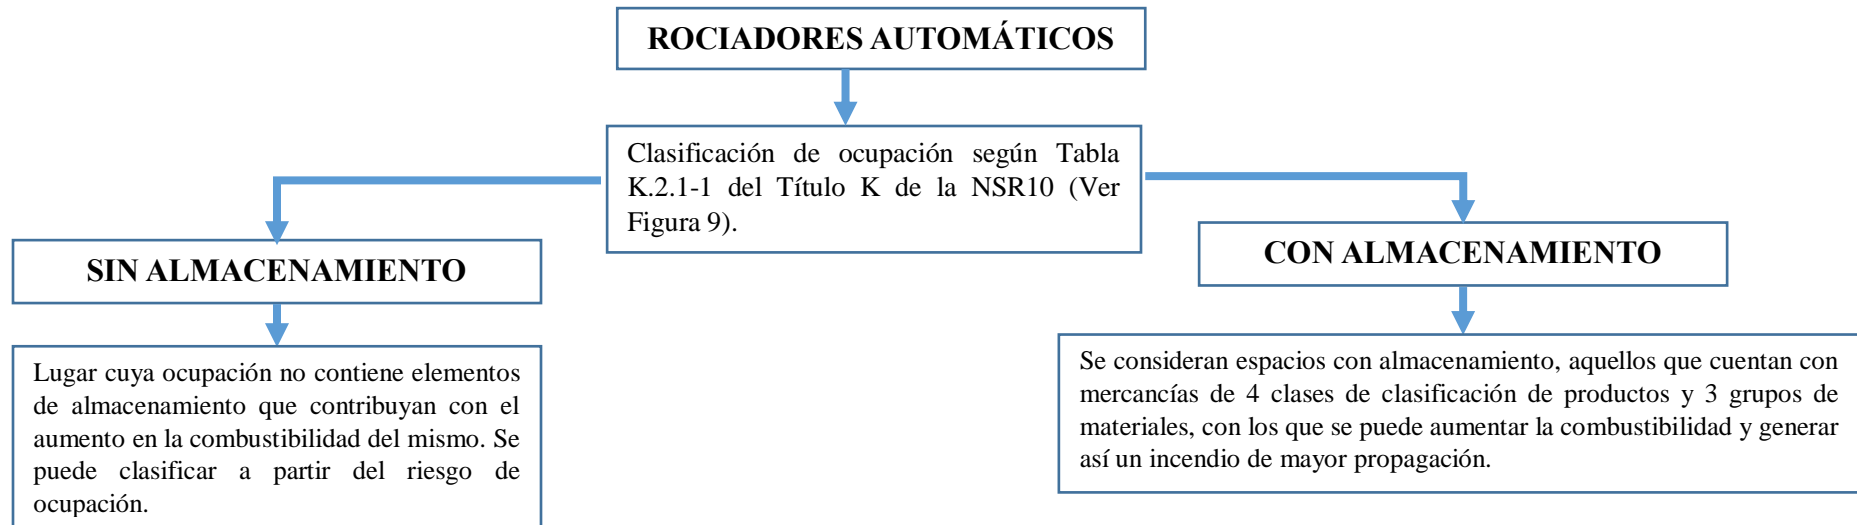 ROCIADORES AUTOMÁTICOS
Clasificación de ocupación según Tabla
K.2.1-1 del Título K de la NSR10 (Ver
Figura 9).
SIN ALMACENAMIENTO
Lugar cuya ocupación no contiene elementos
de almacenamiento que contribuyan con el
aumento en la combustibilidad del mismo. Se
puede clasificar a partir del riesgo de
ocupación.
CON ALMACENAMIENTO
Se consideran espacios con almacenamiento, aquellos que cuentan con
mercancías de 4 clases de clasificación de productos y 3 grupos de
materiales, con los que se puede aumentar la combustibilidad y generar
así un incendio de mayor propagación.